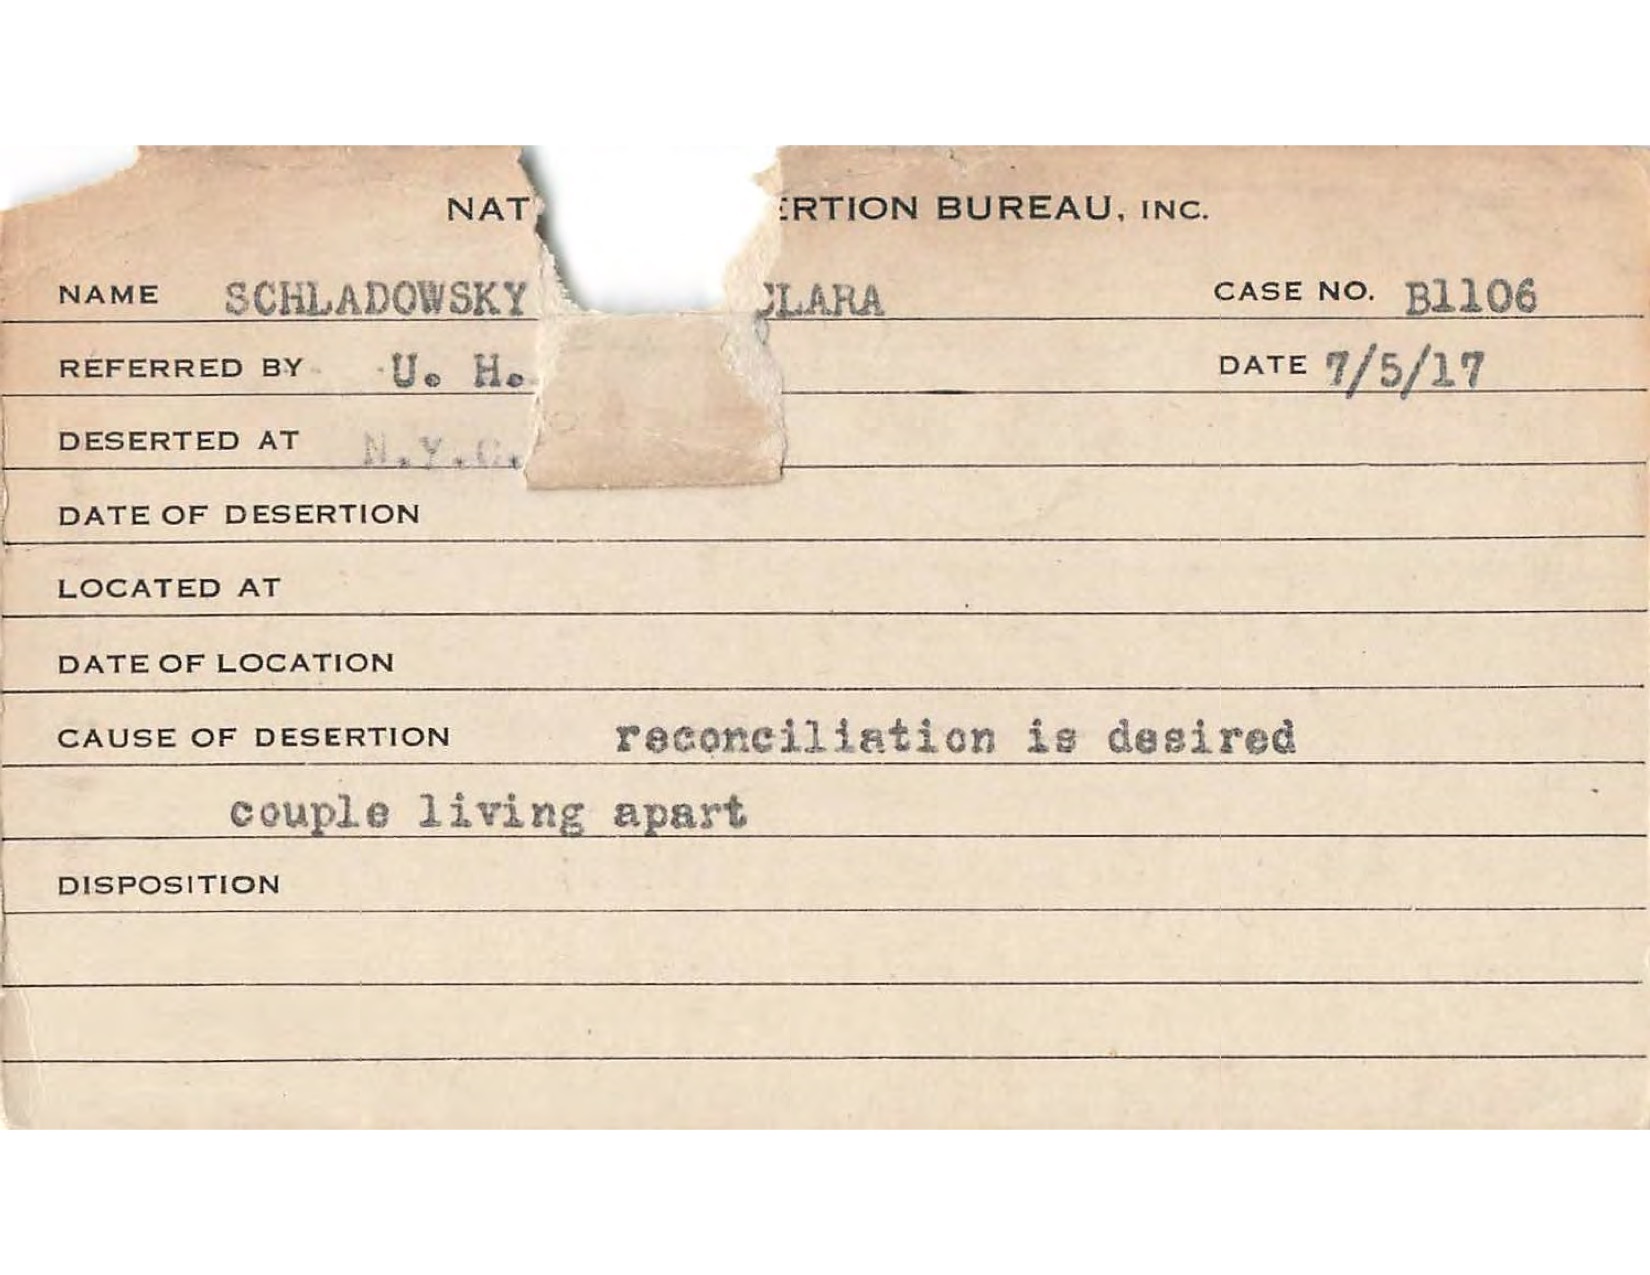 NAT ERTION BUREAU, INC.
NAME SCHLADOWSKY CLARA CASE NO. B1106
REFERRED BY U. H. DATE 7/5/17
DESERTED AT N.Y.C.
DATE OF DESERTION
LOCATED AT
DATE OF LOCATION
CAUSE OF DESERTION reconciliation is desired
couple living apart
DISPOSITION